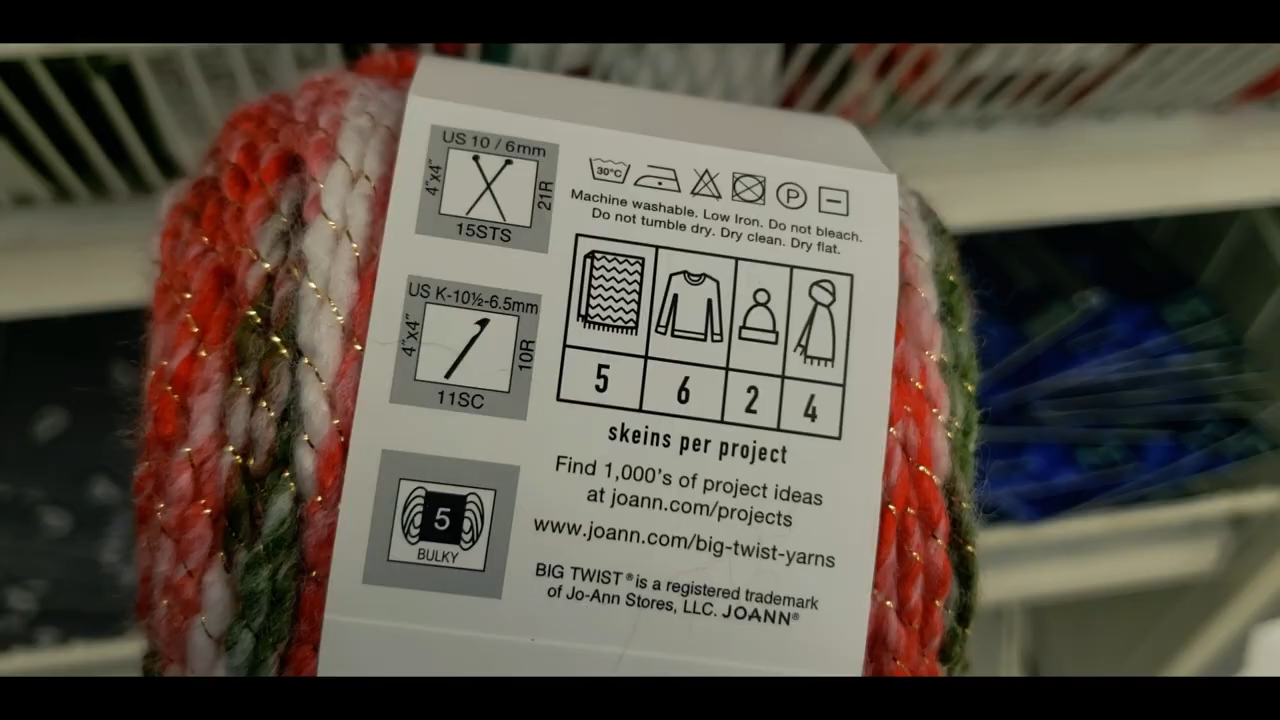 US 10 / 6mm
4"x4"
21R
15STS
US K-10½-6.5mm
4"x4"
10R
11SC
5
BULKY
30°C
P
Machine washable. Low Iron. Do not bleach.
Do not tumble dry. Dry clean. Dry flat.
5 6 2 4
skeins per project
Find 1,000's of project ideas
at joann.com/projects
www.joann.com/big-twist-yarns
BIG TWIST® is a registered trademark
of Jo-Ann Stores, LLC. JOANN®